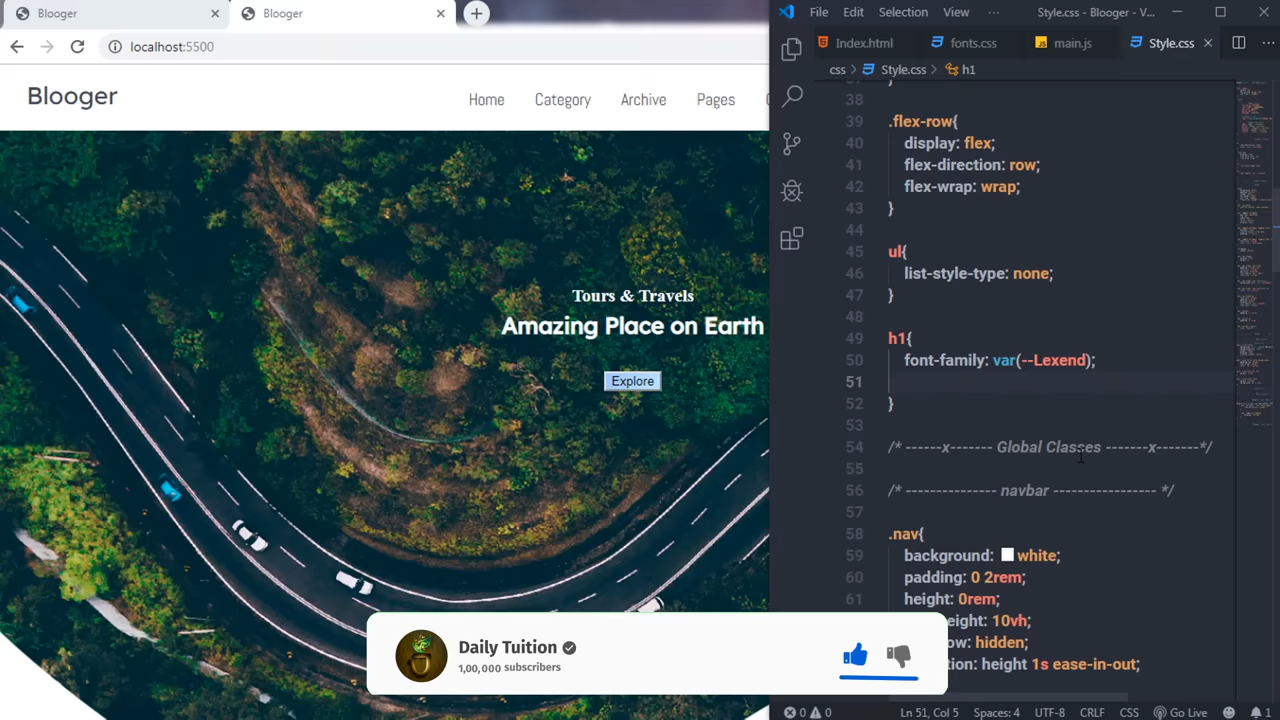 Blooger
Blooger
localhost:5500
Blooger
Home
Category
Archive
Pages
Tours & Travels
Amazing Place on Earth
Explore
Daily Tuition
1,00,000 subscribers
File Edit Selection View ··· Style.css - Blooger - V...
Index.html
fonts.css
JS main.js
Style.css
css > Style.css > h1
38
39 .flex-row{
40 display: flex;
41 flex-direction: row;
42 flex-wrap: wrap;
43 }
44
45 ul{
46 list-style-type: none;
47 }
48
49 h1{
50 font-family: var(--Lexend);
51
52 }
53
54 /* ------x------- Global Classes -------x-------*/
55
56 /* --------------- navbar ----------------- */
57
58 .nav{
59 background: white;
60 padding: 0 2rem;
61 height: 0rem;
eight: 10vh;
ow: hidden;
tion: height 1s ease-in-out;
0 0 Ln 51, Col 5 Spaces: 4 UTF-8 CRLF CSS Go Live 1